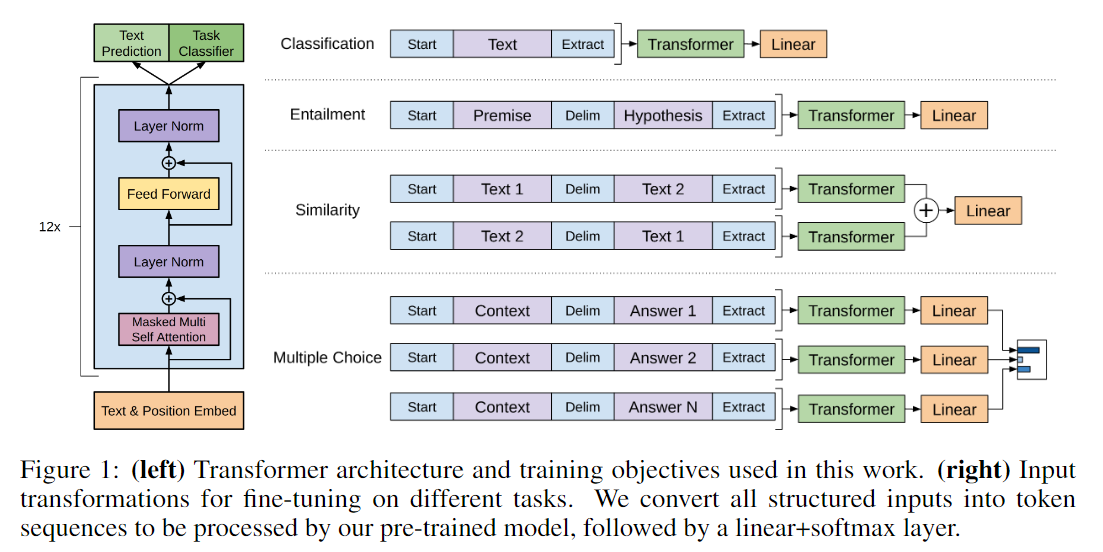 Text
Prediction
Task
Classifier
Layer Norm
+
Feed Forward
12x
Layer Norm
+
Masked Multi
Self Attention
Text & Position Embed
Classification Start Text Extract Transformer Linear
Entailment Start Premise Delim Hypothesis Extract Transformer Linear
Start Text 1 Delim Text 2 Extract Transformer
Similarity + Linear
Start Text 2 Delim Text 1 Extract Transformer
Start Context Delim Answer 1 Extract Transformer Linear
Multiple Choice Start Context Delim Answer 2 Extract Transformer Linear
Start Context Delim Answer N Extract Transformer Linear
Figure 1: (left) Transformer architecture and training objectives used in this work. (right) Input
transformations for fine-tuning on different tasks. We convert all structured inputs into token
sequences to be processed by our pre-trained model, followed by a linear+softmax layer.